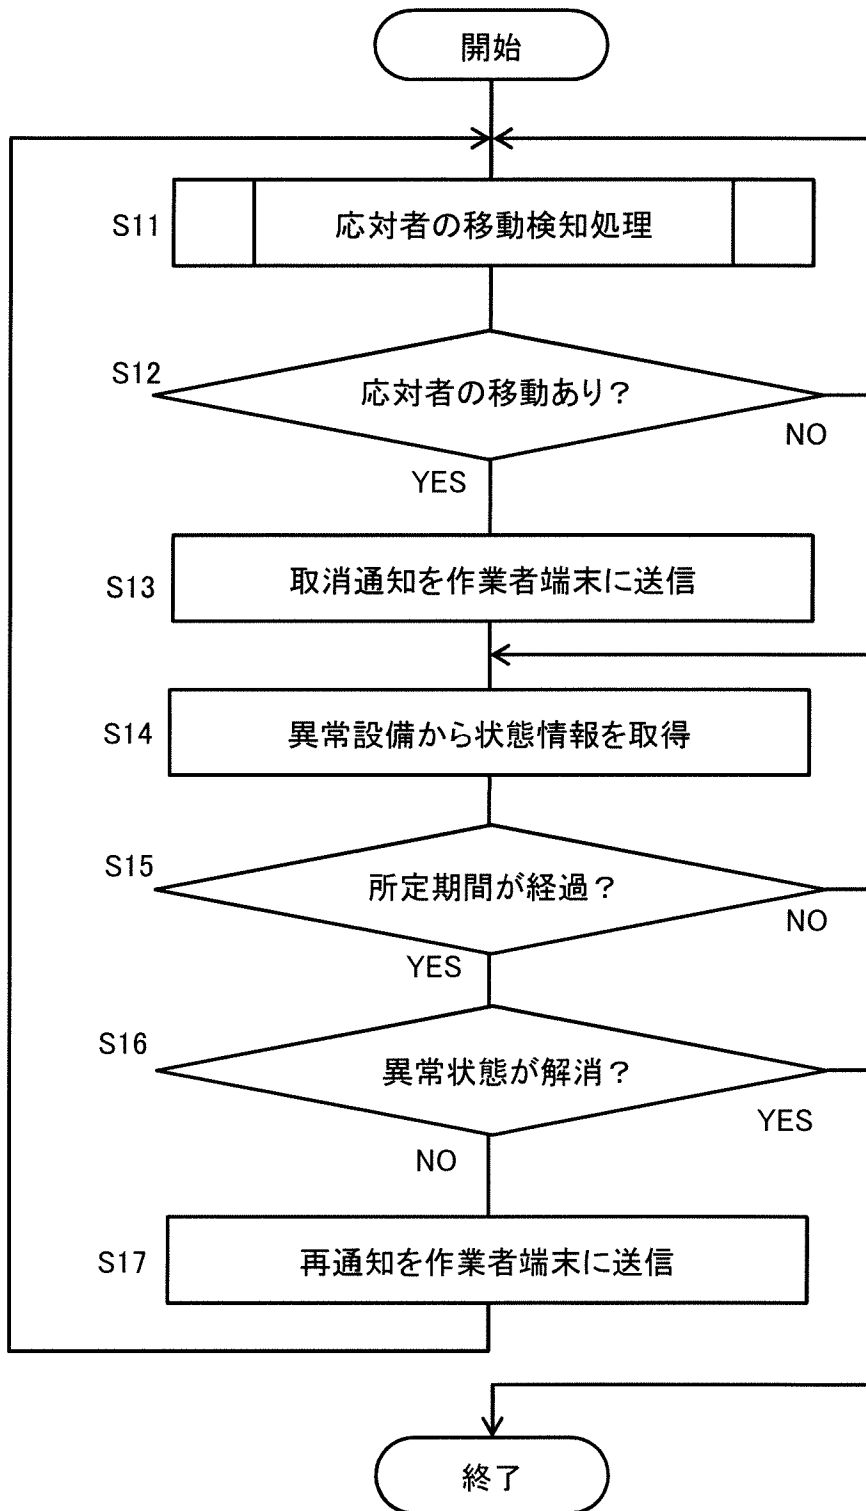 開始
S11
応対者の移動検知処理
S12
応対者の移動あり？
NO
YES
S13
取消通知を作業者端末に送信
S14
異常設備から状態情報を取得
S15
所定期間が経過？
NO
YES
S16
異常状態が解消？
YES
NO
S17
再通知を作業者端末に送信
終了